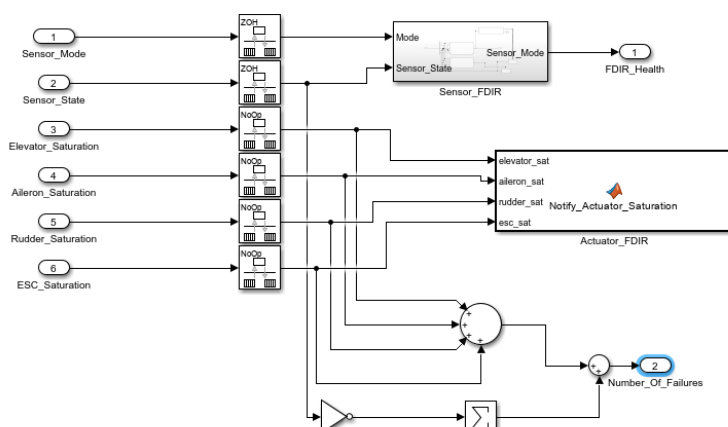 1
Sensor_Mode
2
Sensor_State
3
Elevator_Saturation
4
Aileron_Saturation
5
Rudder_Saturation
6
ESC_Saturation
ZOH
ZOH
NoOp
NoOp
NoOp
NoOp
Mode
Sensor_State
Sensor_Mode
Sensor_FDIR
1
FDIR_Health
elevator_sat
aileron_sat
rudder_sat
esc_sat
Notify_Actuator_Saturation
Actuator_FDIR
+
+
+
+
+
+
2
Number_Of_Failures
Σ